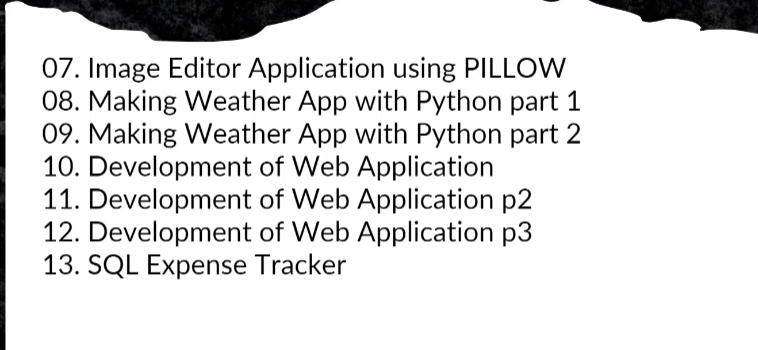 07. Image Editor Application using PILLOW
08. Making Weather App with Python part 1
09. Making Weather App with Python part 2
10. Development of Web Application
11. Development of Web Application p2
12. Development of Web Application p3
13. SQL Expense Tracker